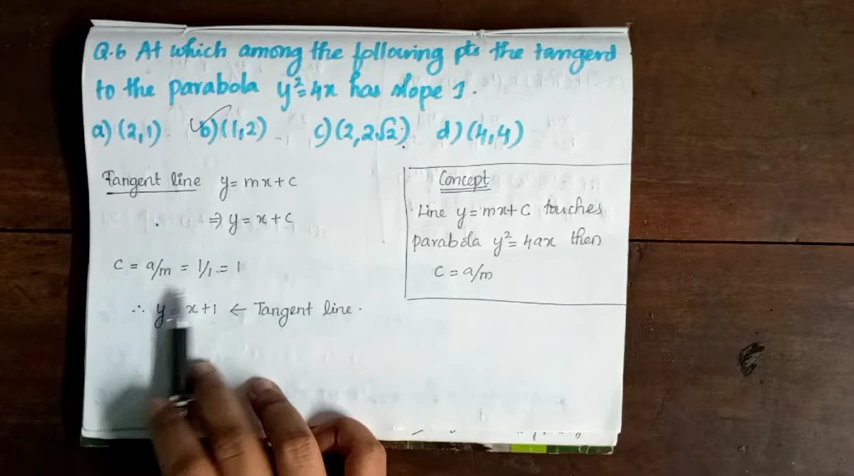 Q.6 At which among the following pts the tangend
to the parabola y²=4x has slope 1.
a) (2,1) b) (1,2) c) (2,2√2) d) (4,4)
Tangent line y = mx + c
⇒ y = x + c
c = a/m = 1/1 = 1
∴ y = x + 1 ← Tangent line.
Concept
Line y = mx + c touches
parabola y² = 4ax then
c = a/m